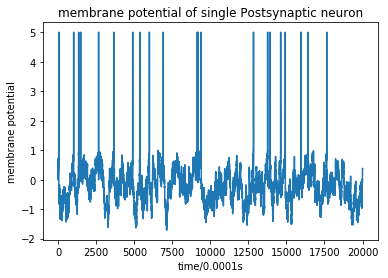 membrane potential of single Postsynaptic neuron
5
4
3
2
1
0
−1
−2
membrane potential
0 2500 5000 7500 10000 12500 15000 17500 20000
time/0.0001s